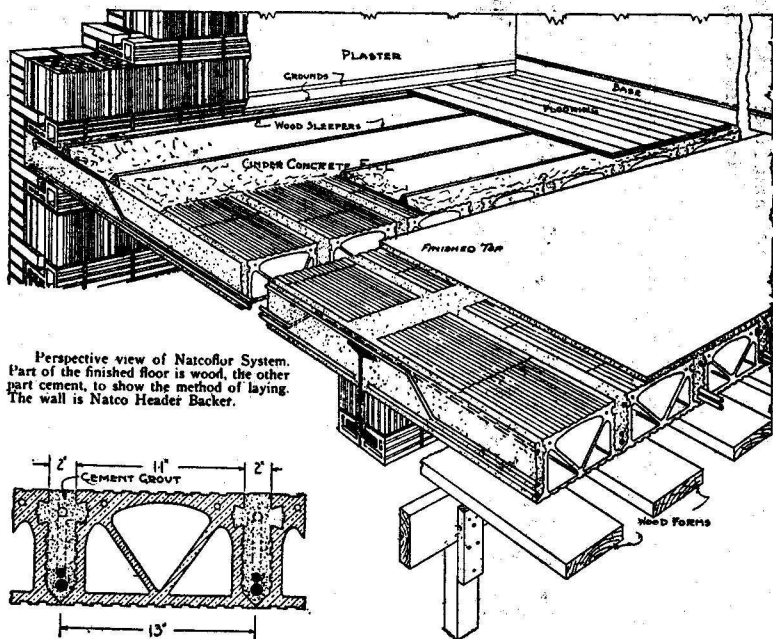 PLASTER
GROUNDS
BASE
FLOORING
WOOD SLEEPERS
CINDER CONCRETE FILL
FINISHED TOP
Perspective view of Natcoflor System.
Part of the finished floor is wood, the other
part cement, to show the method of laying.
The wall is Natco Header Backer.
2" 11" 2"
CEMENT GROUT
WOOD FORMS
13"